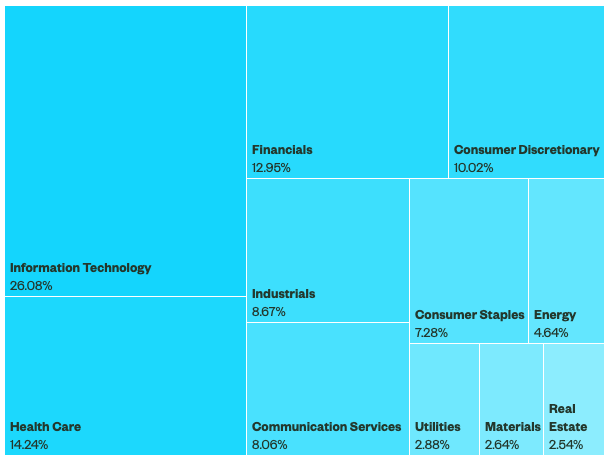 Information Technology
26.08%
Health Care
14.24%
Financials
12.95%
Consumer Discretionary
10.02%
Industrials
8.67%
Communication Services
8.06%
Consumer Staples
7.28%
Energy
4.64%
Utilities
2.88%
Materials
2.64%
Real
Estate
2.54%